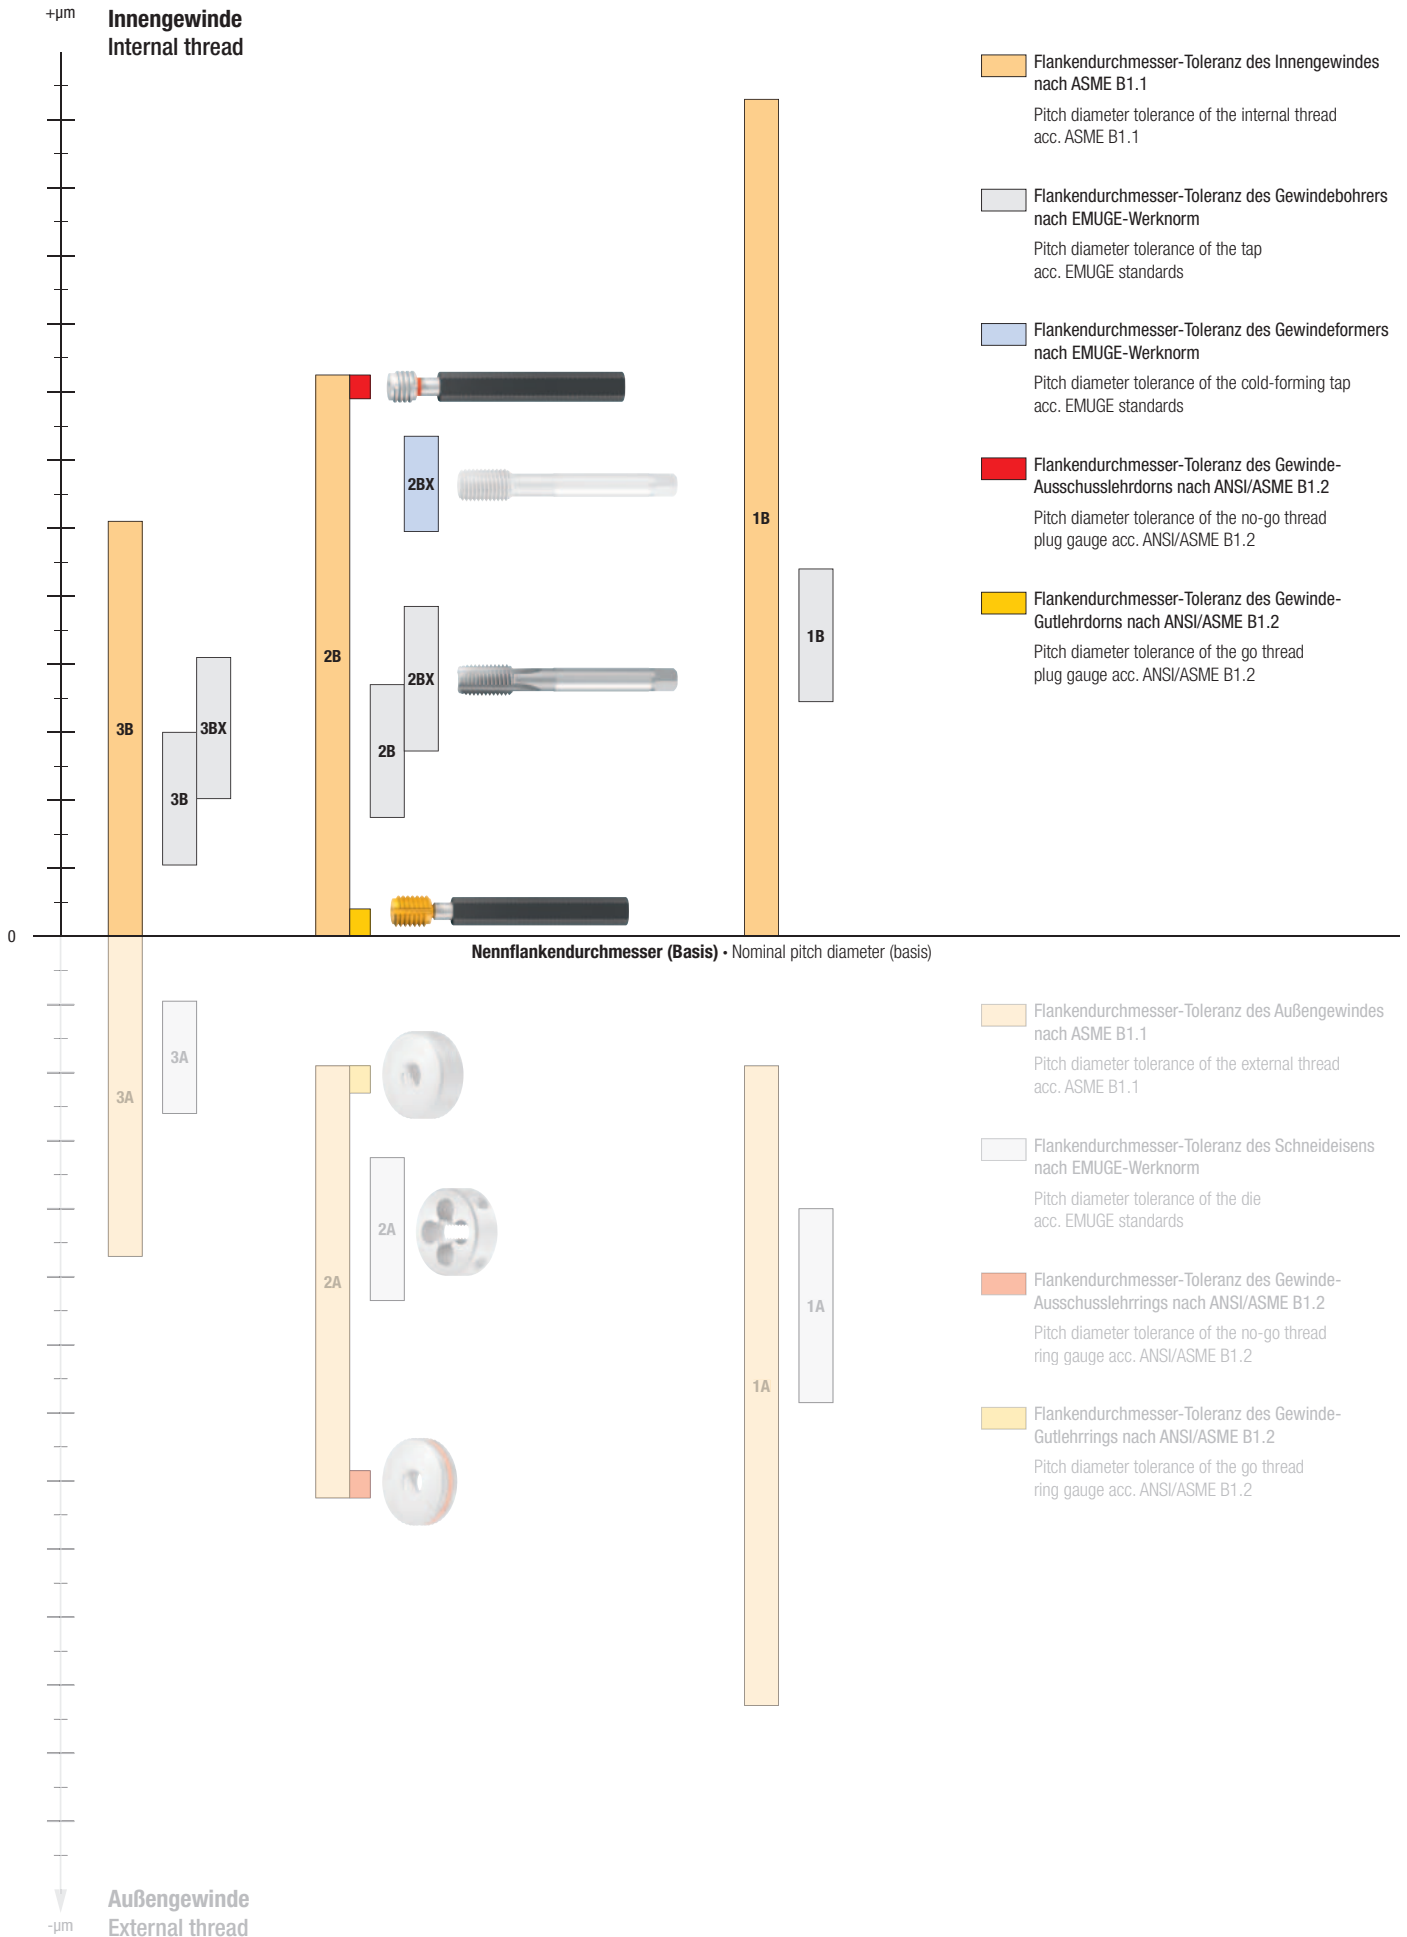 +µm
Innengewinde
Internal thread
Flankendurchmesser-Toleranz des Innengewindes
nach ASME B1.1
Pitch diameter tolerance of the internal thread
acc. ASME B1.1
Flankendurchmesser-Toleranz des Gewindebohrers
nach EMUGE-Werknorm
Pitch diameter tolerance of the tap
acc. EMUGE standards
Flankendurchmesser-Toleranz des Gewindeformers
nach EMUGE-Werknorm
Pitch diameter tolerance of the cold-forming tap
acc. EMUGE standards
Flankendurchmesser-Toleranz des Gewinde-
Ausschusslehrdorns nach ANSI/ASME B1.2
Pitch diameter tolerance of the no-go thread
plug gauge acc. ANSI/ASME B1.2
Flankendurchmesser-Toleranz des Gewinde-
Gutlehrdorns nach ANSI/ASME B1.2
Pitch diameter tolerance of the go thread
plug gauge acc. ANSI/ASME B1.2
2BX
1B
1B
2B
2BX
3B
3BX
2B
3B
0
Nennflankendurchmesser (Basis) • Nominal pitch diameter (basis)
3A
3A
2A
2A
1A
1A
Flankendurchmesser-Toleranz des Außengewindes
nach ASME B1.1
Pitch diameter tolerance of the external thread
acc. ASME B1.1
Flankendurchmesser-Toleranz des Schneideisens
nach EMUGE-Werknorm
Pitch diameter tolerance of the die
acc. EMUGE standards
Flankendurchmesser-Toleranz des Gewinde-
Ausschusslehrrings nach ANSI/ASME B1.2
Pitch diameter tolerance of the no-go thread
ring gauge acc. ANSI/ASME B1.2
Flankendurchmesser-Toleranz des Gewinde-
Gutlehrrings nach ANSI/ASME B1.2
Pitch diameter tolerance of the go thread
ring gauge acc. ANSI/ASME B1.2
Außengewinde
External thread
-µm